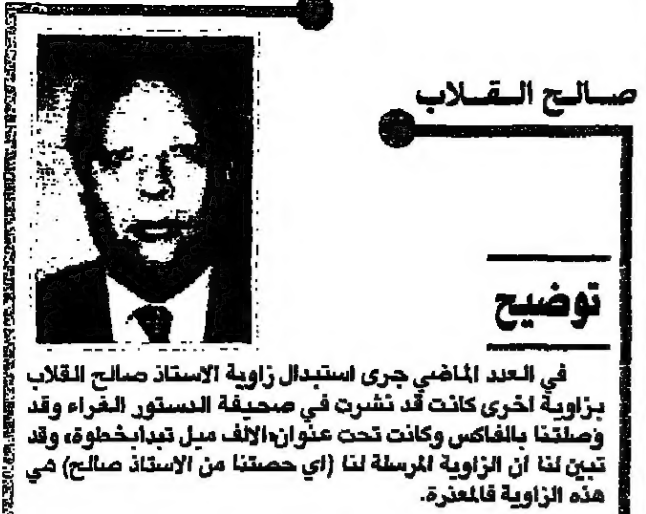 صالح القلاب
توضيح
في العدد الماضي جرى استبدال زاوية الاستاذ صالح القلاب
بزاوية اخرى كانت قد نشرت في صحيفة الدستور الغراء وقد
وصلتنا بالفاكس وكانت تحت عنوان«الالف ميل تبدابخطوة» وقد
تبين لنا أن الزاوية المرسلة لنا (اي حصتنا من الاستاذ صالح) هي
هذه الزاوية فالمعذرة.